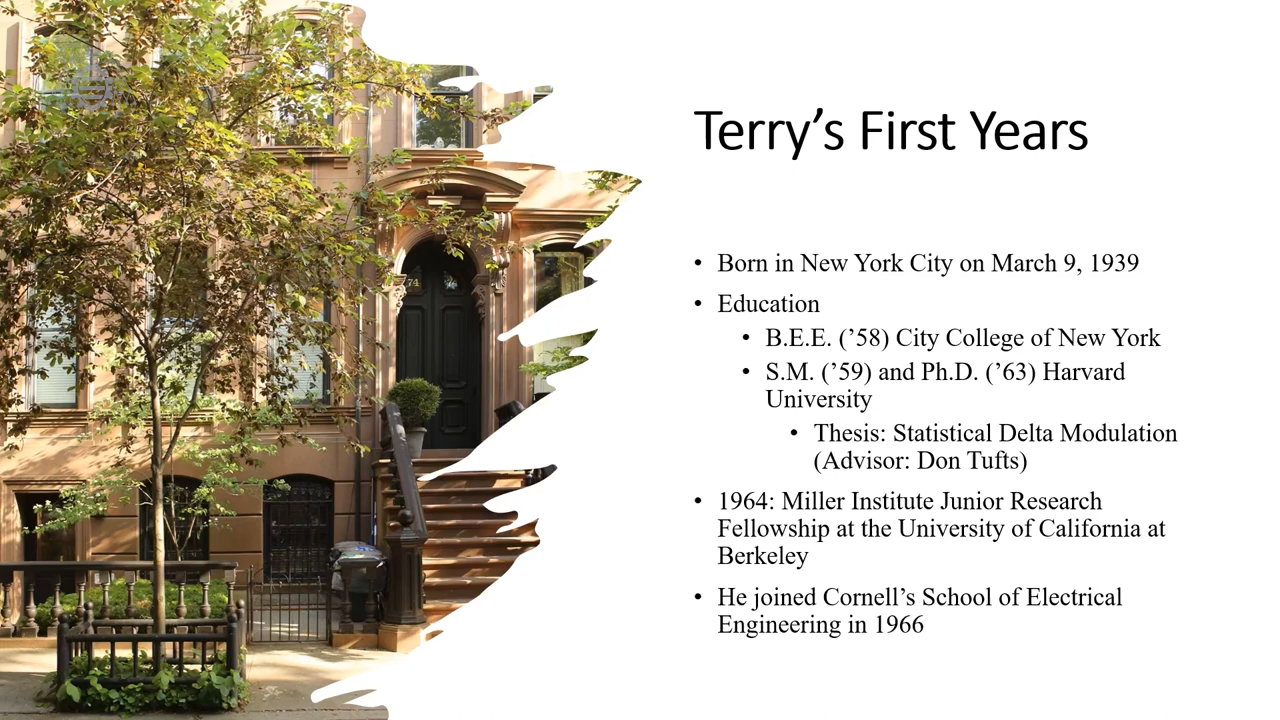 Terry’s First Years
• Born in New York City on March 9, 1939
• Education
• B.E.E. (’58) City College of New York
• S.M. (’59) and Ph.D. (’63) Harvard
University
• Thesis: Statistical Delta Modulation
(Advisor: Don Tufts)
• 1964: Miller Institute Junior Research
Fellowship at the University of California at
Berkeley
• He joined Cornell’s School of Electrical
Engineering in 1966
74